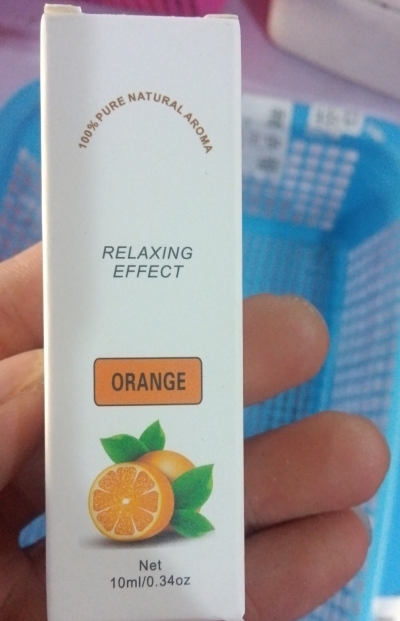 100% PURE NATURAL AROMA
RELAXING
EFFECT
ORANGE
Net
10ml/0.34oz